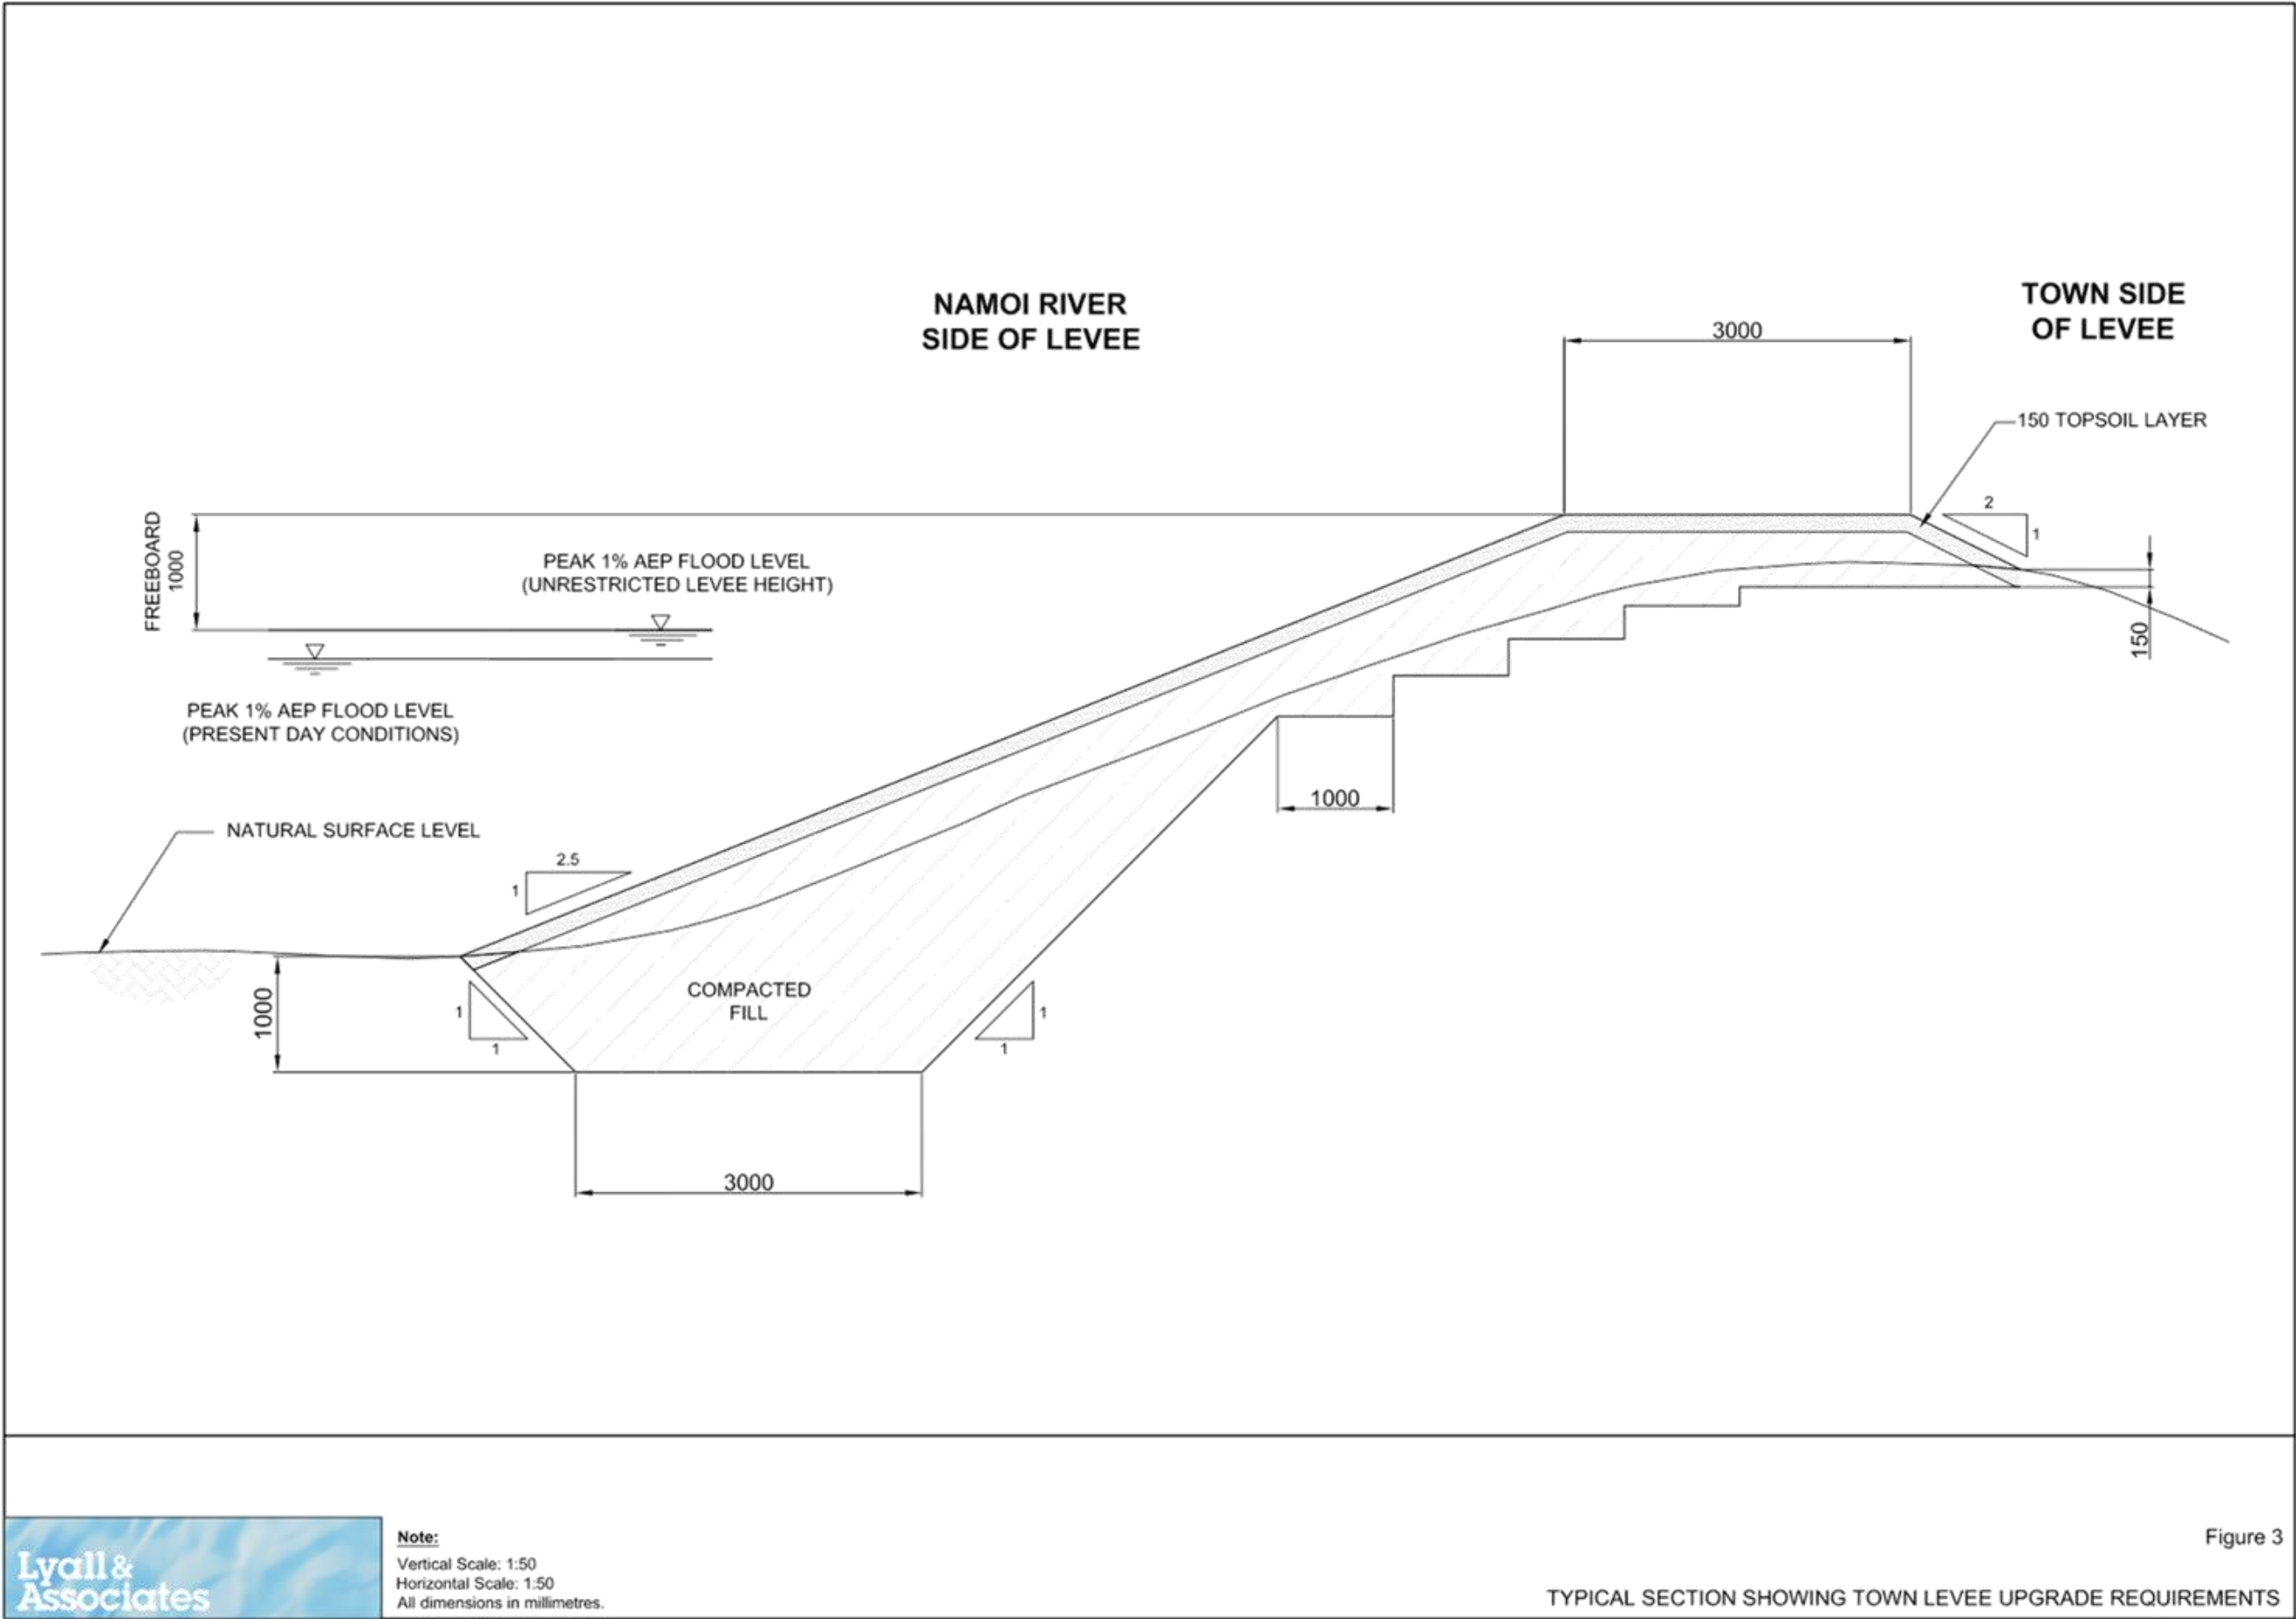 NAMOI RIVER
SIDE OF LEVEE
TOWN SIDE
OF LEVEE
3000
150 TOPSOIL LAYER
2
1
FREEBOARD
1000
PEAK 1% AEP FLOOD LEVEL
(UNRESTRICTED LEVEE HEIGHT)
150
PEAK 1% AEP FLOOD LEVEL
(PRESENT DAY CONDITIONS)
1000
NATURAL SURFACE LEVEL
2.5
1
1000
COMPACTED
FILL
1
1
1
1
3000
Lyall &
Associates
Note:
Vertical Scale: 1:50
Horizontal Scale: 1:50
All dimensions in millimetres.
Figure 3
TYPICAL SECTION SHOWING TOWN LEVEE UPGRADE REQUIREMENTS